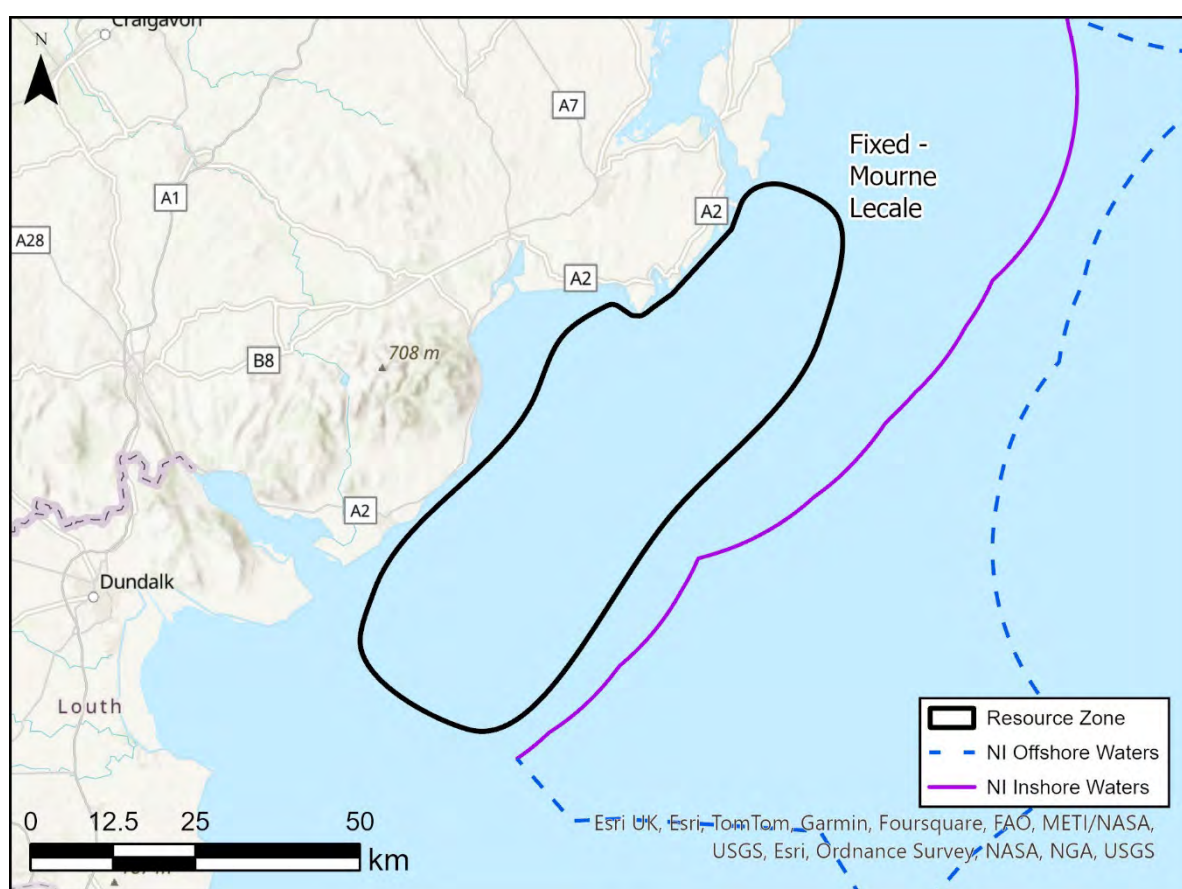 Craigavon
N
A7
Fixed -
Mourne
Lecale
A1
A2
A28
A2
708 m
B8
A2
Dundalk
Louth
Resource Zone
NI Offshore Waters
NI Inshore Waters
0 12.5 25 50
km
Esri UK, Esri, TomTom, Garmin, Foursquare, FAO, METI/NASA,
USGS, Esri, Ordnance Survey, NASA, NGA, USGS